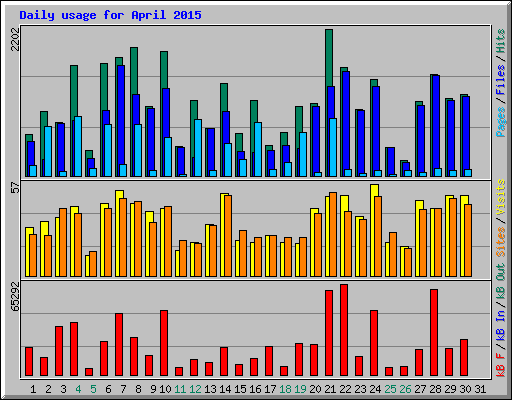 Daily usage for April 2015
2202
Pages / Files / Hits
57
Sites / Visits
65292
kB F / kB In / kB Out
1 2 3 4 5 6 7 8 9 10 11 12 13 14 15 16 17 18 19 20 21 22 23 24 25 26 27 28 29 30 31